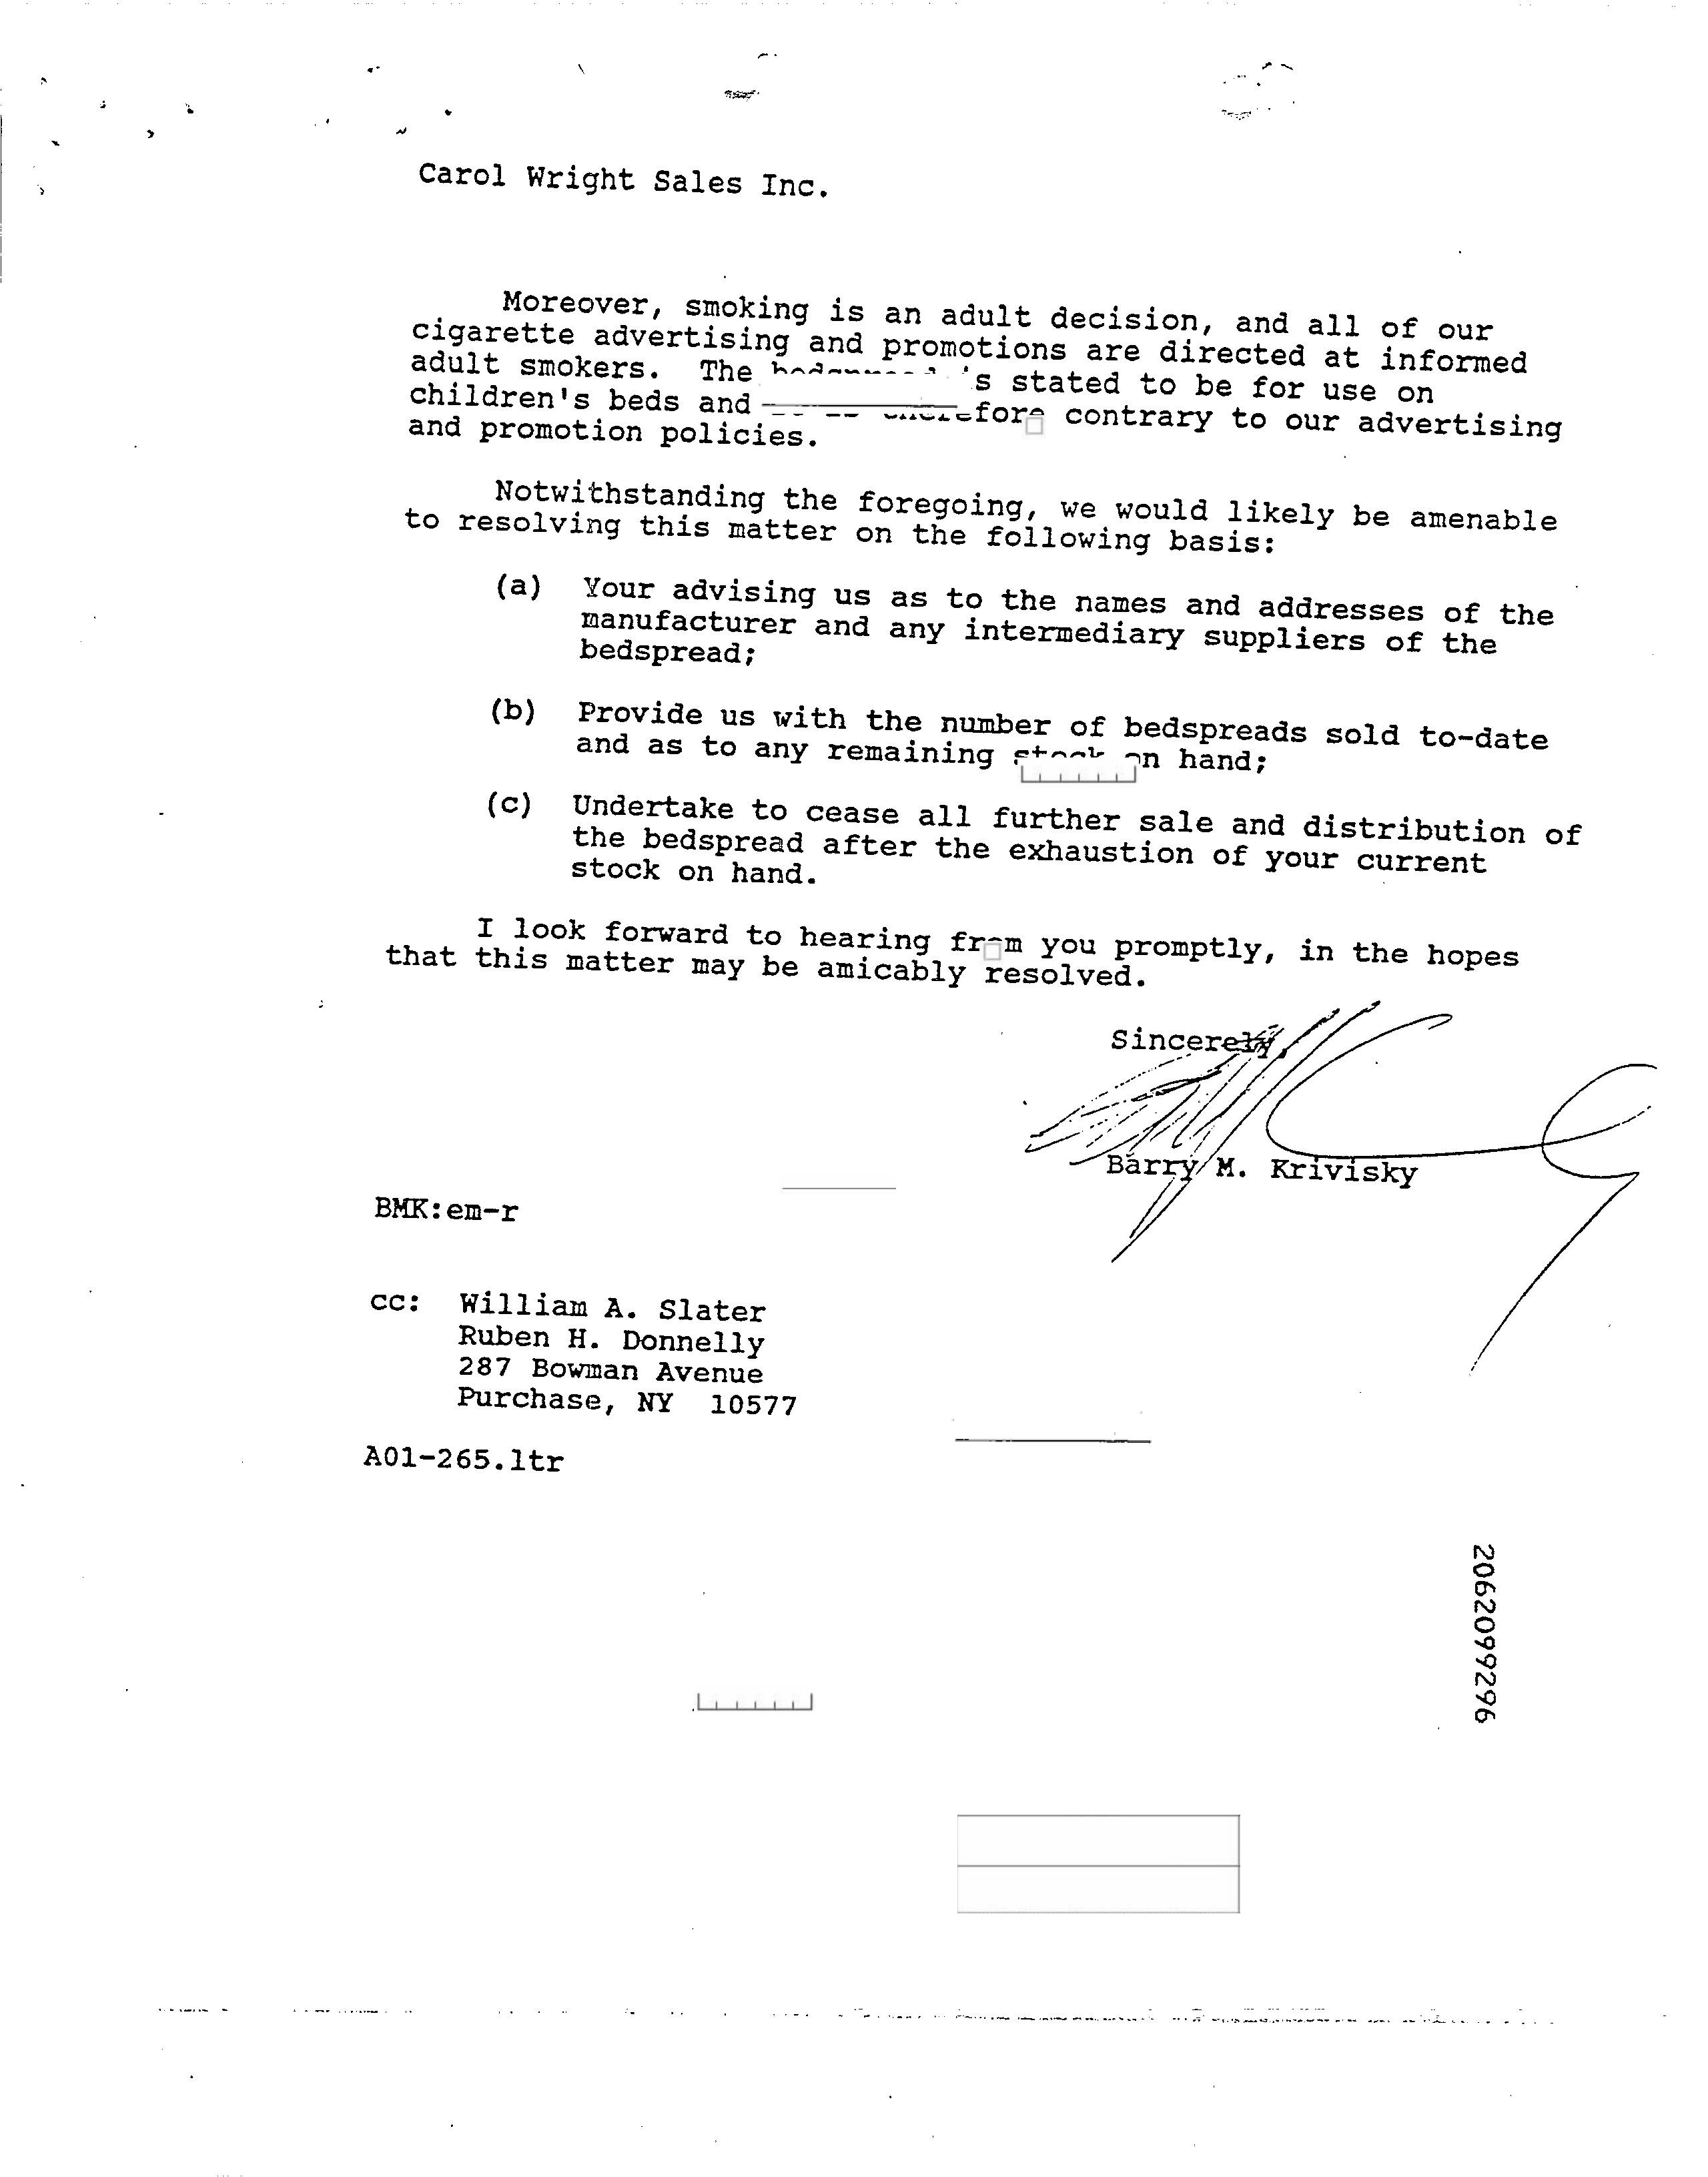 Carol Wright Sales Inc.
Moreover, smoking is an adult decision, and all of our
cigarette advertising and promotions are directed at informed
adult smokers. The is stated to be for use on
children's beds and therefore contrary to our advertising
and promotion policies.
Notwithstanding the foregoing, we would likely be amenable
to resolving this matter on the following basis:
(a) Your advising us as to the names and addresses of the
manufacturer and any intermediary suppliers of the
bedspread;
(b) Provide us with the number of bedspreads sold to-date
and as to any remaining stock on hand;
(c) Undertake to cease all further sale and distribution of
the bedspread after the exhaustion of your current
stock on hand.
I look forward to hearing from you promptly, in the hopes
that this matter may be amicably resolved.
Sincerely,
Barry M. Krivisky
BMK:em-r
cc: William A. Slater
Ruben H. Donnelly
287 Bowman Avenue
Purchase, NY 10577
A01-265.ltr
2062099296